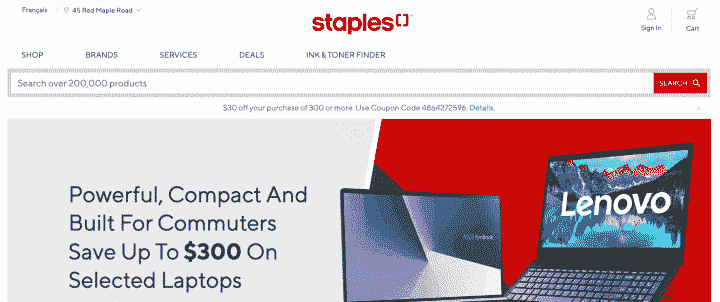 Français
45 Red Maple Road
staples
Sign In
Cart
SHOP
BRANDS
SERVICES
DEALS
INK & TONER FINDER
Search over 200,000 products
SEARCH
$30 off your purchase of 300 or more. Use Coupon Code 4864272596. Details.
Powerful, Compact And
Built For Commuters
Save Up To $300 On
Selected Laptops
Lenovo